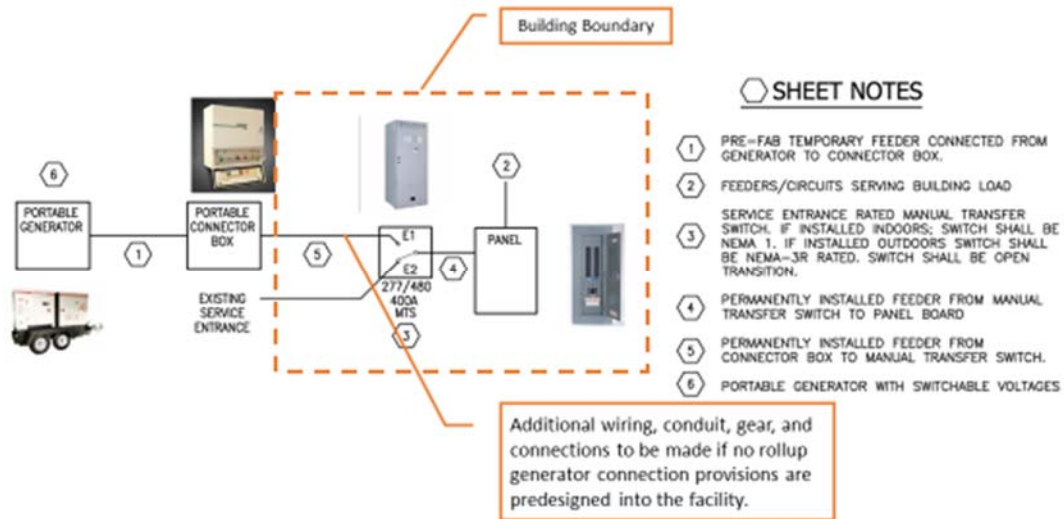 Building Boundary
SHEET NOTES
6
PORTABLE
GENERATOR
1
PORTABLE
CONNECTOR
BOX
5
EXISTING
SERVICE
ENTRANCE
E1
E2
277/480
400A
MTS
3
4
2
PANEL
1 PRE-FAB TEMPORARY FEEDER CONNECTED FROM
GENERATOR TO CONNECTOR BOX.
2 FEEDERS/CIRCUITS SERVING BUILDING LOAD
3 SERVICE ENTRANCE RATED MANUAL TRANSFER
SWITCH. IF INSTALLED INDOORS; SWITCH SHALL BE
NEMA 1. IF INSTALLED OUTDOORS SWITCH SHALL
BE NEMA-3R RATED. SWITCH SHALL BE OPEN
TRANSITION.
4 PERMANENTLY INSTALLED FEEDER FROM MANUAL
TRANSFER SWITCH TO PANEL BOARD
5 PERMANENTLY INSTALLED FEEDER FROM
CONNECTOR BOX TO MANUAL TRANSFER SWITCH.
6 PORTABLE GENERATOR WITH SWITCHABLE VOLTAGES
Additional wiring, conduit, gear, and
connections to be made if no rollup
generator connection provisions are
predesigned into the facility.